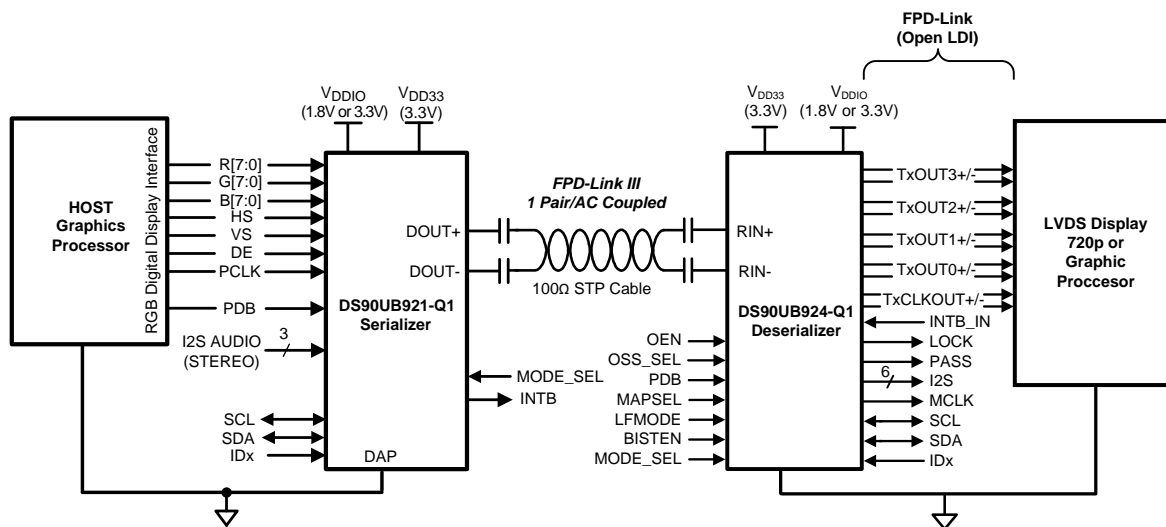 FPD-Link
(Open LDI)
VDDIO
(1.8V or 3.3V)
VDD33
(3.3V)
VDD33
(3.3V)
VDDIO
(1.8V or 3.3V)
HOST
Graphics
Processor
RGB Digital Display Interface
R[7:0]
G[7:0]
B[7:0]
HS
VS
DE
PCLK
PDB
I2S AUDIO
(STEREO)
3
SCL
SDA
IDx
DOUT+
DOUT-
DS90UB921-Q1
Serializer
DAP
MODE_SEL
INTB
FPD-Link III
1 Pair/AC Coupled
100Ω STP Cable
RIN+
RIN-
DS90UB924-Q1
Deserializer
OEN
OSS_SEL
PDB
MAPSEL
LFMODE
BISTEN
MODE_SEL
TxOUT3+/-
TxOUT2+/-
TxOUT1+/-
TxOUT0+/-
TxCLKOUT+/-
INTB_IN
LOCK
PASS
6
I2S
MCLK
SCL
SDA
IDx
LVDS Display
720p or
Graphic
Proccesor